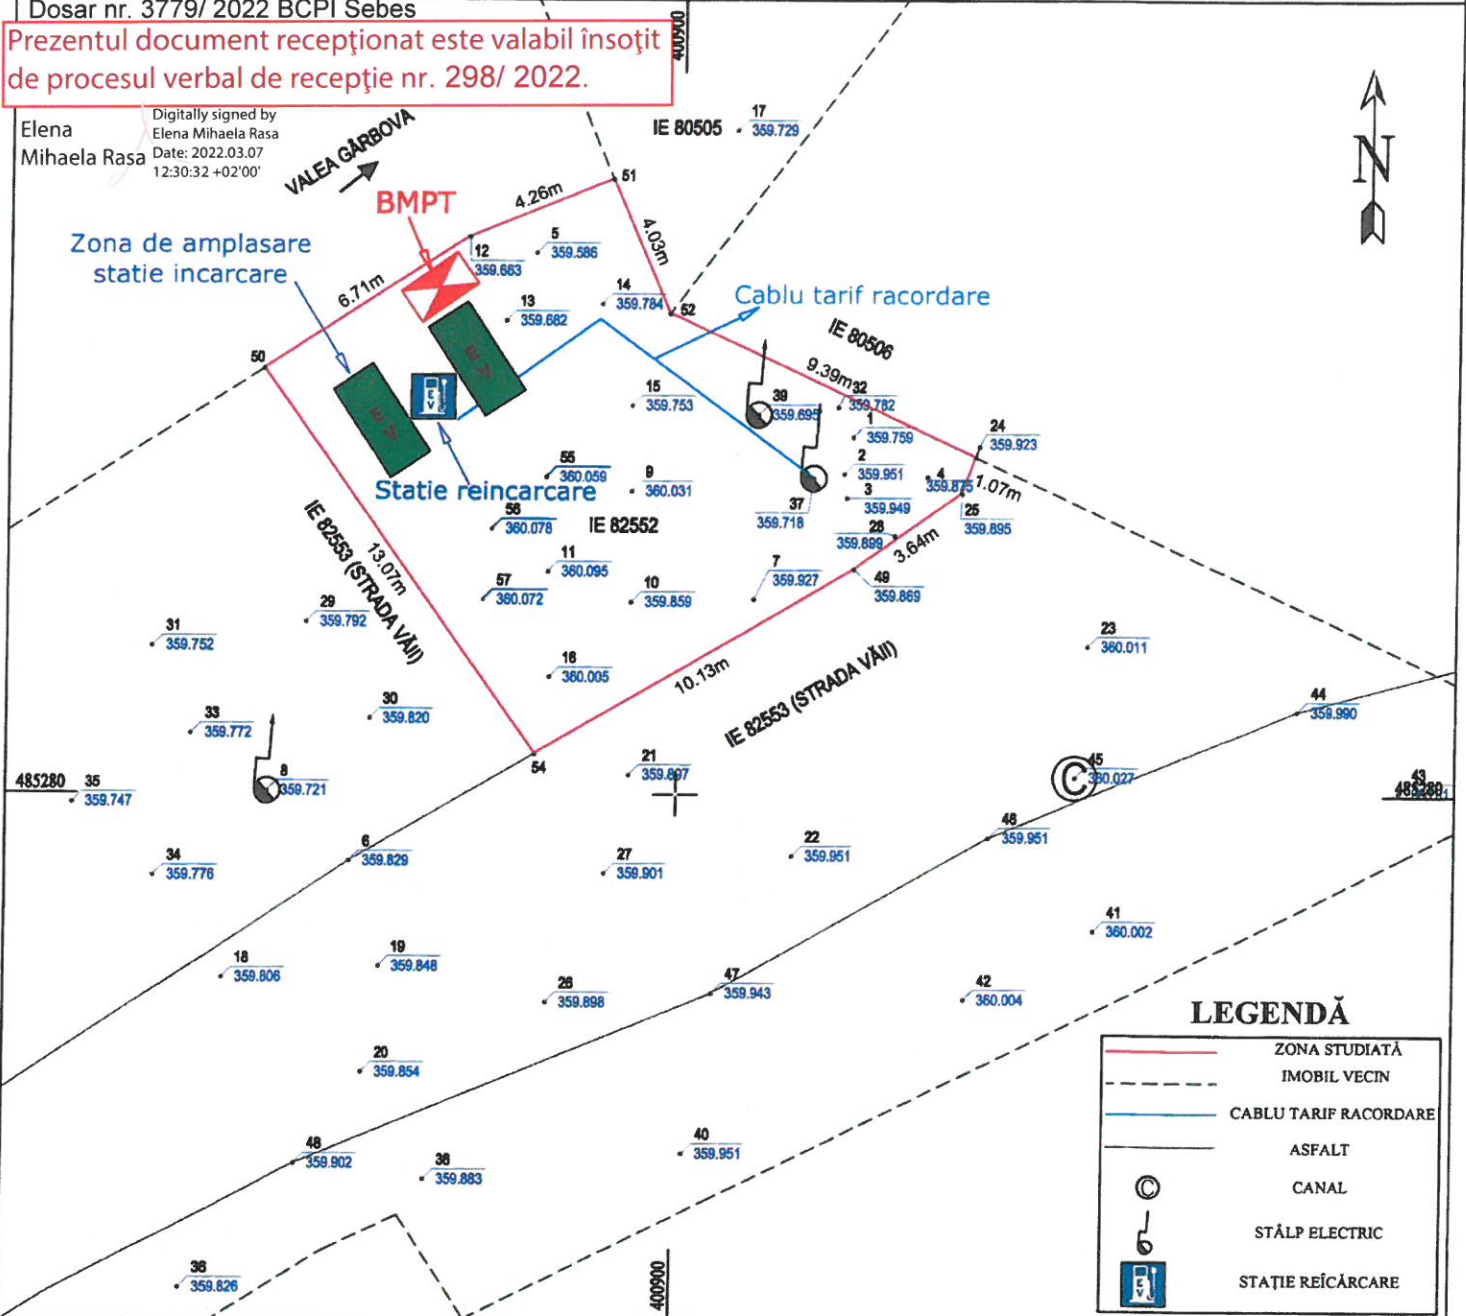 Dosar nr. 3779/ 2022 BCPI Sebes
Prezentul document recepţionat este valabil însoţit
de procesul verbal de recepţie nr. 298/ 2022.
Elena
Mihaela Rasa
Digitally signed by
Elena Mihaela Rasa
Date: 2022.03.07
12:30:32 +02'00'
400900
IE 80505
17
359.729
N
VALEA GÂRBOVA
BMPT
4.26m
51
4.03m
Zona de amplasare
statie incarcare
12
359.663
5
359.586
6.71m
13
359.682
14
359.784
52
Cablu tarif racordare
IE 80506
50
9.39m
E V
E V
E V
15
359.753
39
359.695
32
359.782
1
359.759
24
359.923
2
359.951
4
359.875
1.07m
3
359.949
25
359.895
55
360.059
9
360.031
Statie reincarcare
37
359.718
56
360.078
IE 82552
28
359.899
3.64m
IE 82553 (STRADA VĂII)
13.07m
11
360.095
7
359.927
49
359.869
57
360.072
10
359.859
29
359.792
31
359.752
23
360.011
16
360.005
10.13m
IE 82553 (STRADA VĂII)
30
359.820
33
359.772
44
359.990
54
21
359.897
45
360.027
C
8
359.721
485280
35
359.747
43
485280
6
359.829
46
359.951
22
359.951
34
359.776
27
359.901
41
360.002
18
359.806
19
359.848
26
359.898
47
359.943
42
360.004
20
359.854
48
359.902
38
359.883
40
359.951
36
359.826
400900
LEGENDĂ
ZONA STUDIATĂ
IMOBIL VECIN
CABLU TARIF RACORDARE
ASFALT
C
CANAL
STÂLP ELECTRIC
E V
STAŢIE REÎCĂRCARE